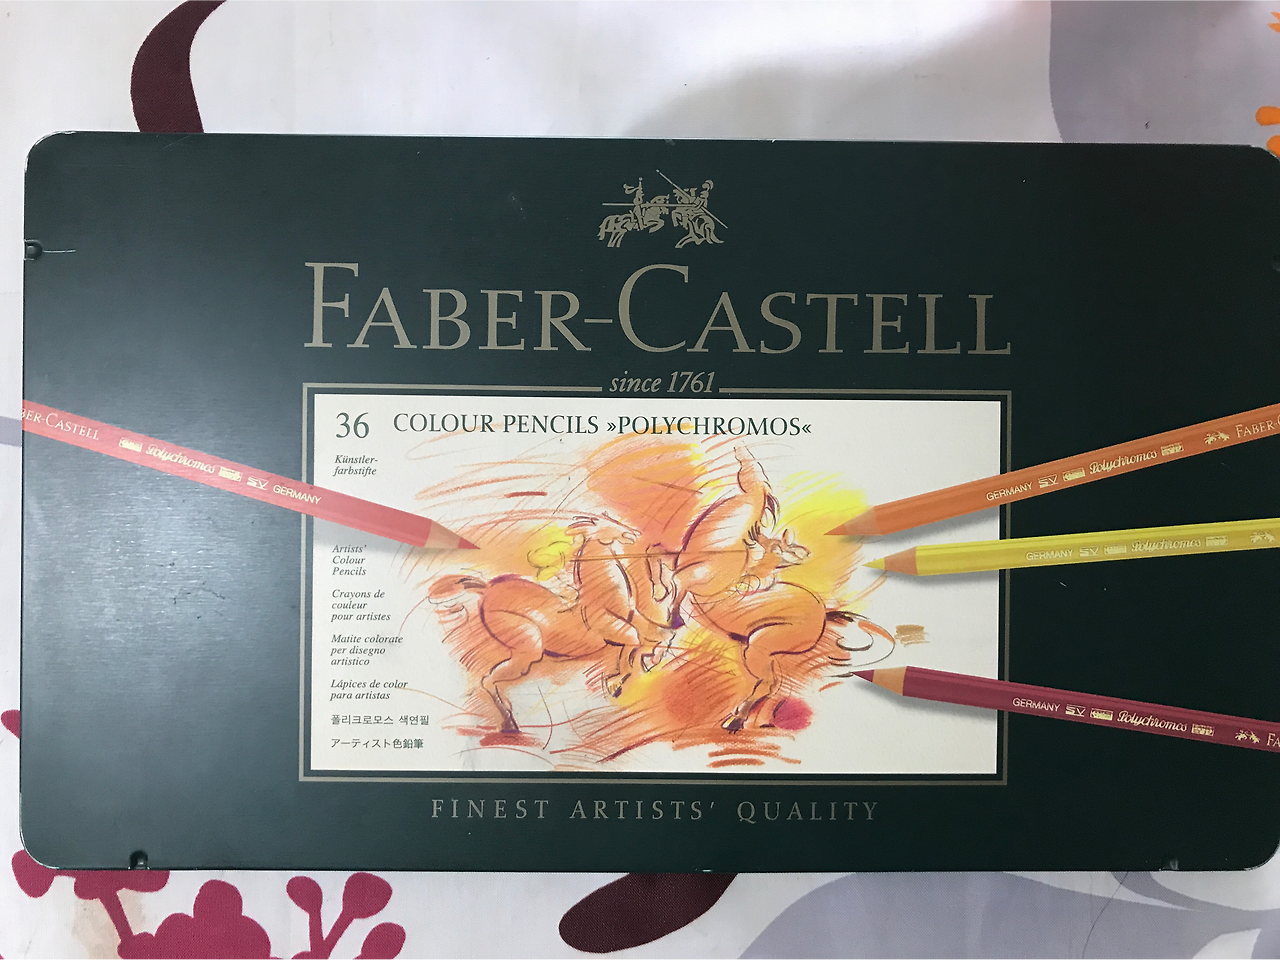 FABER-CASTELL
since 1761
36 COLOUR PENCILS »POLYCHROMOS«
Künstler-
farbstifte
Artists'
Colour
Pencils
Crayons de
couleur
pour artistes
Matite colorate
per disegno
artistico
Lápices de color
para artistas
폴리크로모스 색연필
アーティスト色鉛筆
BER-CASTELL Polychromos SV GERMANY
GERMANY SV Polychromos FABER-C
GERMANY SV Polychromos
GERMANY SV Polychromos FA
FINEST ARTISTS' QUALITY